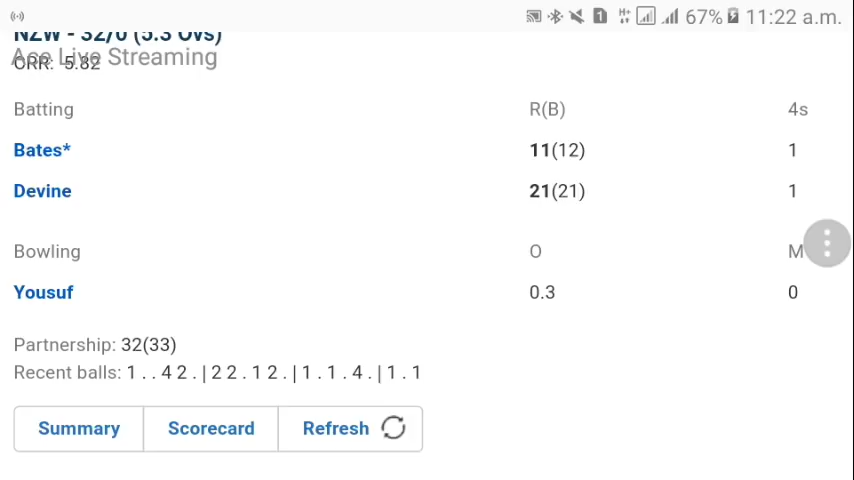 67% 11:22 a.m.
NZW - 32/0 (5.3 Ovs)
Ace Live Streaming
CRR: 5.82
Batting R(B) 4s
Bates* 11(12) 1
Devine 21(21) 1
Bowling O M
Yousuf 0.3 0
Partnership: 32(33)
Recent balls: 1 . . 4 2 . | 2 2 . 1 2 . | 1 . 1 . 4 . | 1 . 1
Summary Scorecard Refresh